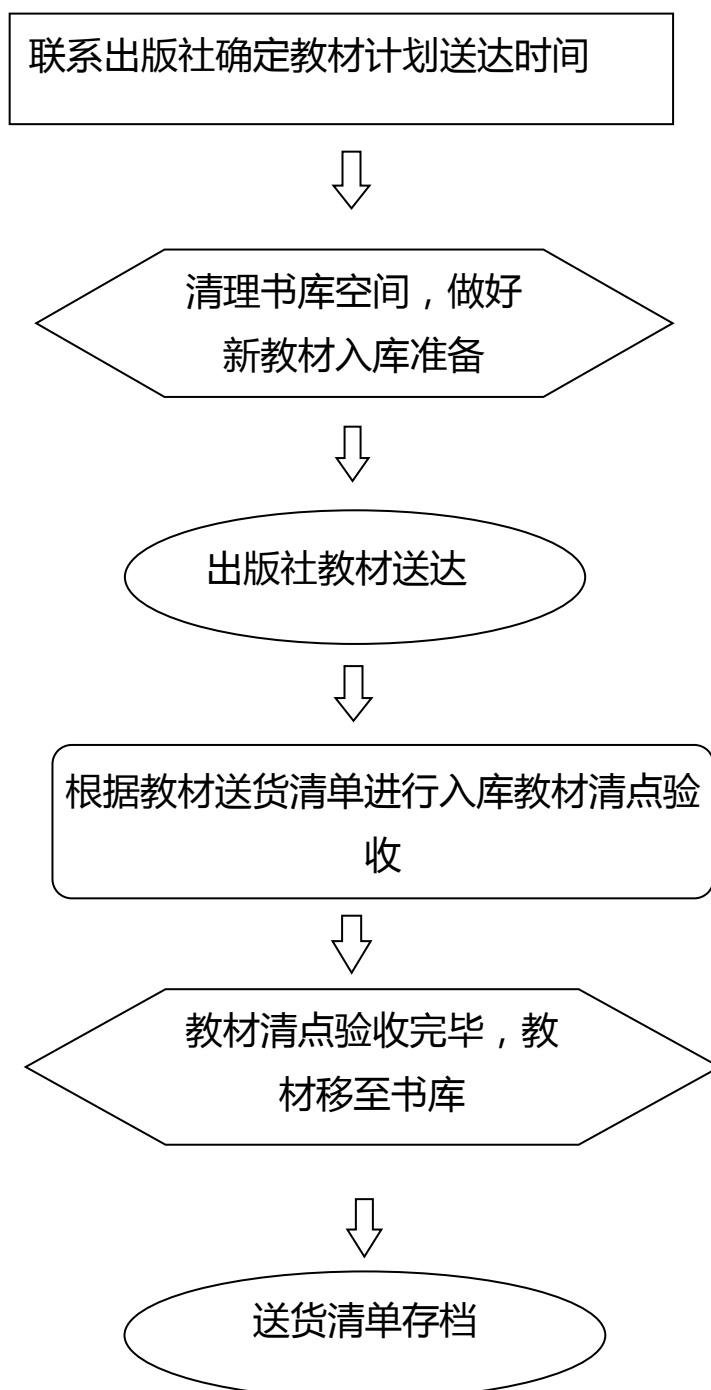 联系出版社确定教材计划送达时间
清理书库空间，做好
新教材入库准备
出版社教材送达
根据教材送货清单进行入库教材清点验
收
教材清点验收完毕，教
材移至书库
送货清单存档